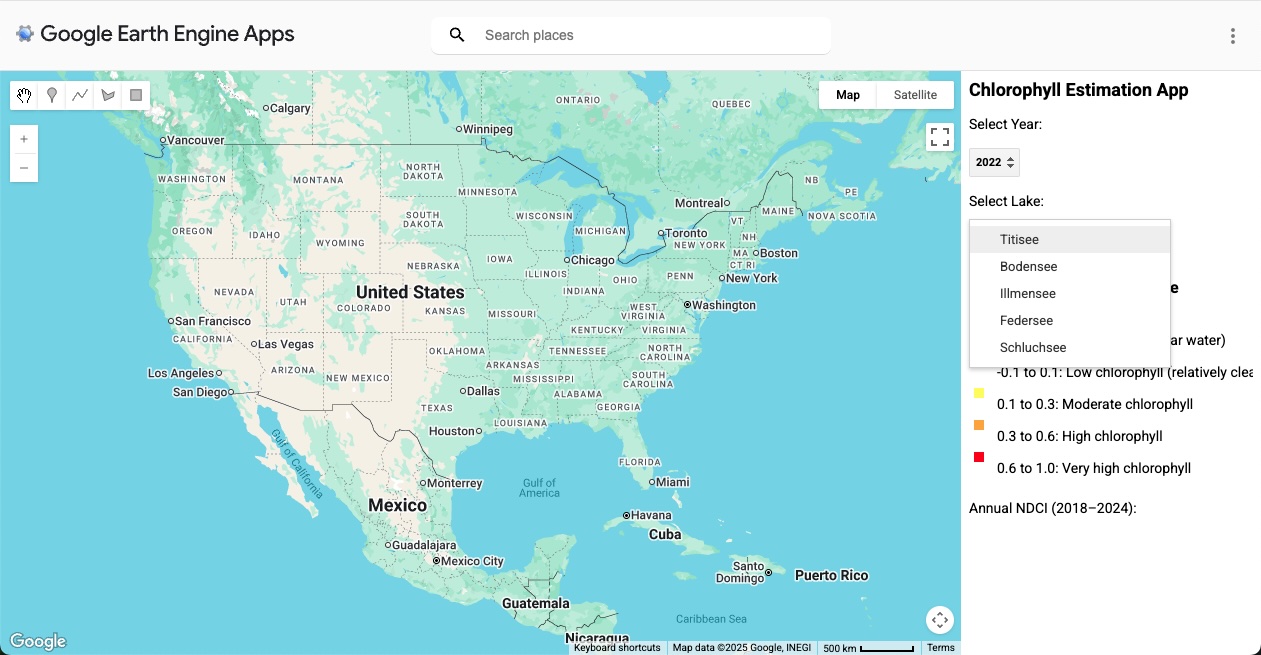 Google Earth Engine Apps
Search places
Map
Satellite
Calgary
Vancouver
Winnipeg
ONTARIO
QUEBEC
WASHINGTON
MONTANA
NORTH
DAKOTA
MINNESOTA
NB
PE
Montreal
MAINE
NOVA SCOTIA
OREGON
IDAHO
SOUTH
DAKOTA
WISCONSIN
MICHIGAN
VT
Toronto
NH
NEW YORK
WYOMING
MA
Boston
CT RI
IOWA
Chicago
NEBRASKA
ILLINOIS
OHIO
PENN
New York
NEVADA
UTAH
United States
INDIANA
COLORADO
KANSAS
MISSOURI
WEST
VIRGINIA
Washington
San Francisco
KENTUCKY
VIRGINIA
CALIFORNIA
Las Vegas
OKLAHOMA
TENNESSEE
NORTH
CAROLINA
Los Angeles
ARIZONA
NEW MEXICO
ARKANSAS
MISSISSIPPI
SOUTH
CAROLINA
San Diego
Dallas
ALABAMA
TEXAS
GEORGIA
LOUISIANA
Houston
Gulf of California
FLORIDA
Monterrey
Gulf of
America
Miami
Mexico
Havana
Cuba
Guadalajara
Mexico City
Santo
Domingo
Puerto Rico
Guatemala
Caribbean Sea
Nicaragua
Google
Keyboard shortcuts
Map data ©2025 Google, INEGI
500 km
Terms
Chlorophyll Estimation App
Select Year:
2022
Select Lake:
Titisee
Bodensee
Illmensee
Federsee
Schluchsee
e
ar water)
-0.1 to 0.1: Low chlorophyll (relatively clea
0.1 to 0.3: Moderate chlorophyll
0.3 to 0.6: High chlorophyll
0.6 to 1.0: Very high chlorophyll
Annual NDCI (2018–2024):